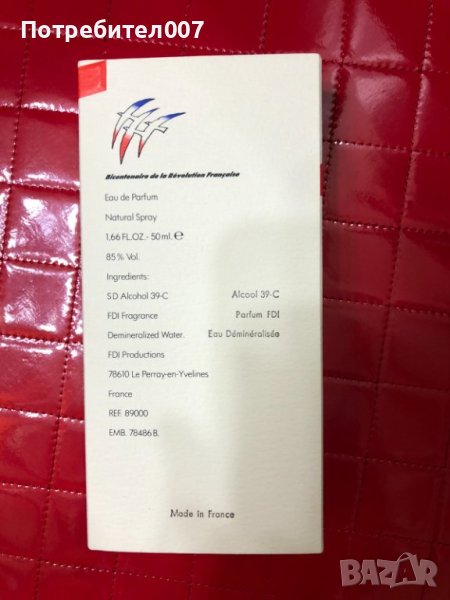 Потребител007
Bicentenaire de la Révolution Française
Eau de Parfum
Natural Spray
1,66 FL.OZ.- 50 ml. ℮
85% Vol.
Ingredients:
S D Alcohol 39-C Alcool 39-C
FDI Fragrance Parfum FDI
Demineralized Water. Eau Déminéralisée
FDI Productions
78610 Le Perray-en-Yvelines
France
REF. 89000
EMB. 78486 B.
Made in France
BAZAR